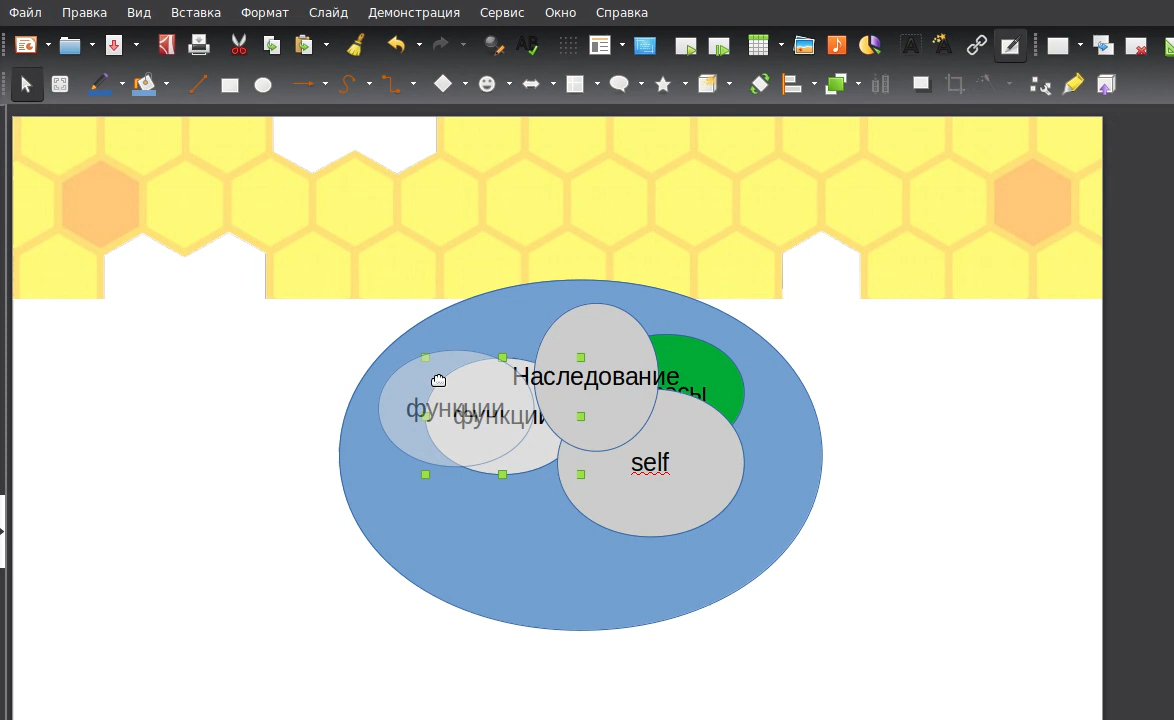 Файл Правка Вид Вставка Формат Слайд Демонстрация Сервис Окно Справка
Наследование
функции
функции
self